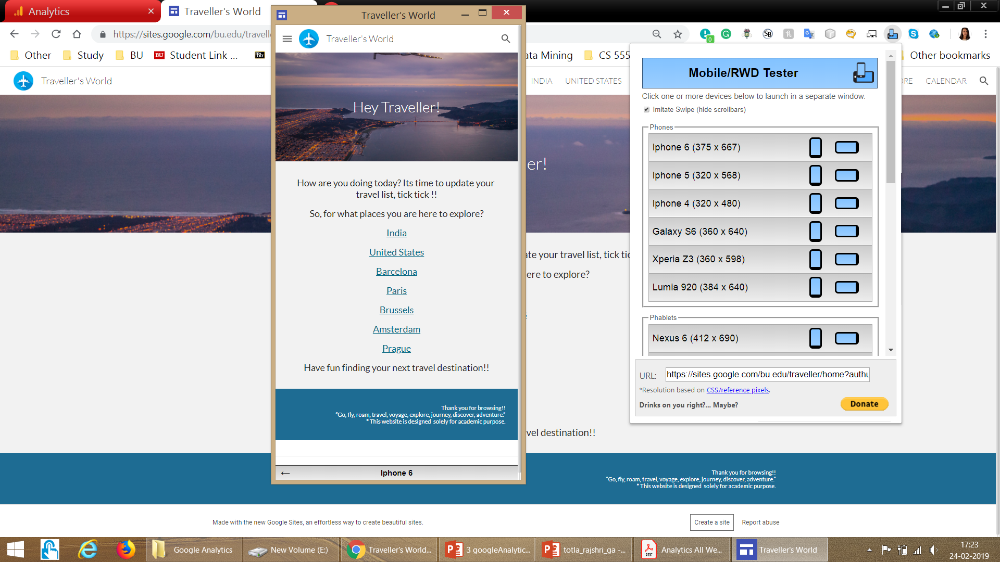 Analytics
Traveller's World
https://sites.google.com/bu.edu/travell
Other
Study
BU
BU
Student Link ...
Bb
ata Mining
CS 555
Other bookmarks
Traveller's World
INDIA
UNITED STATES
CALENDAR
er!
ate your travel list, tick tic
ere to explore?
vel destination!!
Thank you for browsing!!
“Go, fly, roam, travel, voyage, explore, journey, discover, adventure.”
* This website is designed solely for academic purpose.
Made with the new Google Sites, an effortless way to create beautiful sites.
Create a site
Report abuse
Traveller's World
Traveller's World
Hey Traveller!
How are you doing today? Its time to update your
travel list, tick tick !!
So, for what places you are here to explore?
India
United States
Barcelona
Paris
Brussels
Amsterdam
Prague
Have fun finding your next travel destination!!
Thank you for browsing!!
“Go, fly, roam, travel, voyage, explore, journey, discover, adventure.”
* This website is designed solely for academic purpose.
Iphone 6
Mobile/RWD Tester
Click one or more devices below to launch in a separate window.
Imitate Swipe (hide scrollbars)
Phones
Iphone 6 (375 x 667)
Iphone 5 (320 x 568)
Iphone 4 (320 x 480)
Galaxy S6 (360 x 640)
Xperia Z3 (360 x 598)
Lumia 920 (384 x 640)
Phablets
Nexus 6 (412 x 690)
URL: https://sites.google.com/bu.edu/traveller/home?authu
*Resolution based on CSS/reference pixels.
Drinks on you right?... Maybe?
Donate
Google Analytics
New Volume (E:)
Traveller's World...
3 googleAnalytic...
totla_rajshri_ga -...
Analytics All We...
Traveller's World
17:23
24-02-2019